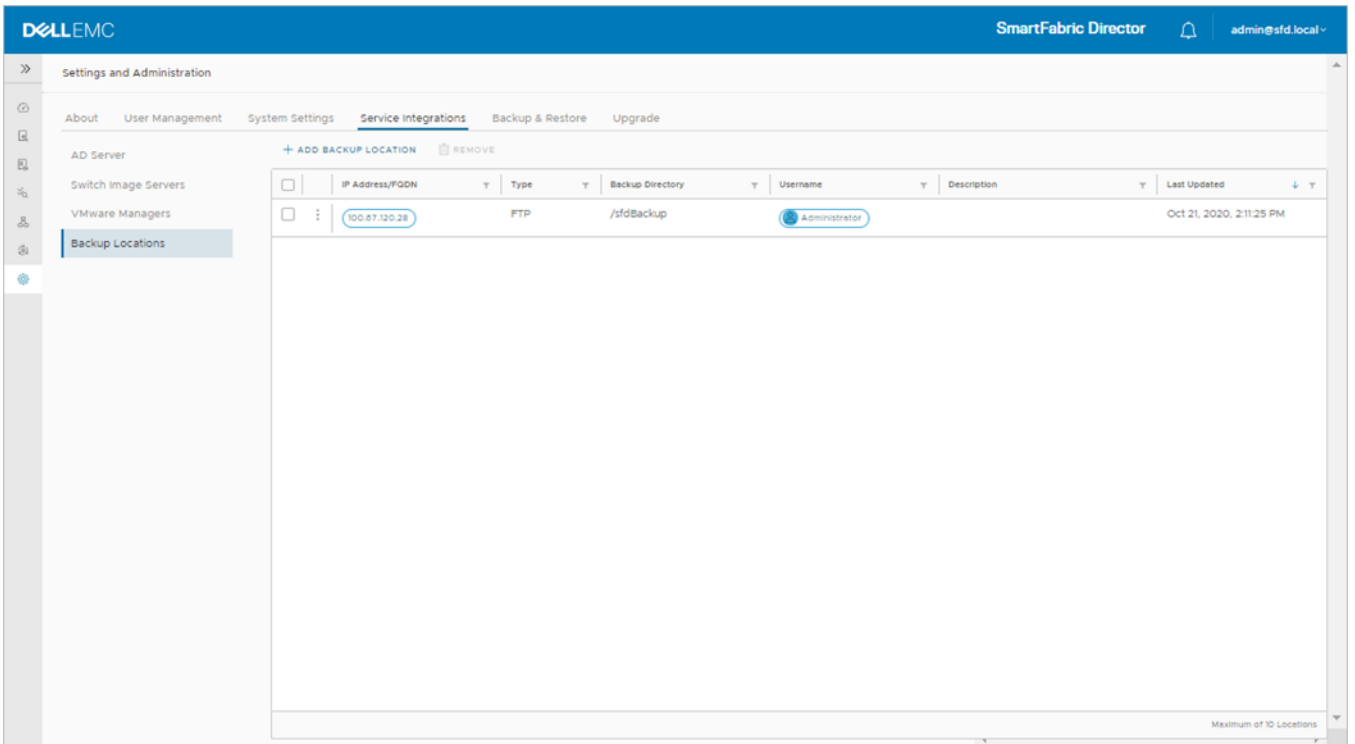 DELLEMC SmartFabric Director admin@sfd.local
Settings and Administration
About User Management System Settings Service Integrations Backup & Restore Upgrade
AD Server
Switch Image Servers
VMware Managers
Backup Locations
+ ADD BACKUP LOCATION REMOVE
IP Address/FQDN Type Backup Directory Username Description Last Updated
100.67.120.28 FTP /sfdBackup Administrator Oct 21, 2020, 2:11:25 PM
Maximum of 10 Locations